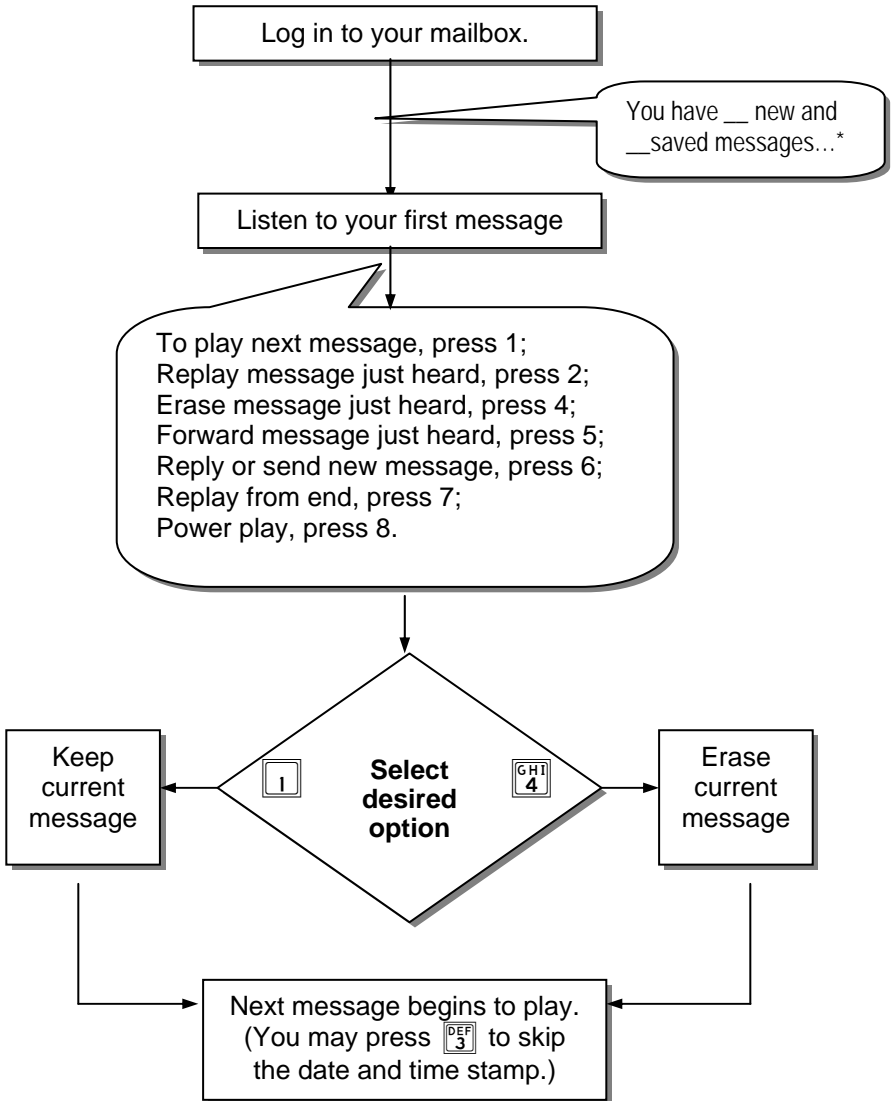 Log in to your mailbox.
You have __ new and
__saved messages…*
Listen to your first message
To play next message, press 1;
Replay message just heard, press 2;
Erase message just heard, press 4;
Forward message just heard, press 5;
Reply or send new message, press 6;
Replay from end, press 7;
Power play, press 8.
Keep
current
message
1
Select
desired
option
GHI
4
Erase
current
message
Next message begins to play.
(You may press DEF 3 to skip
the date and time stamp.)